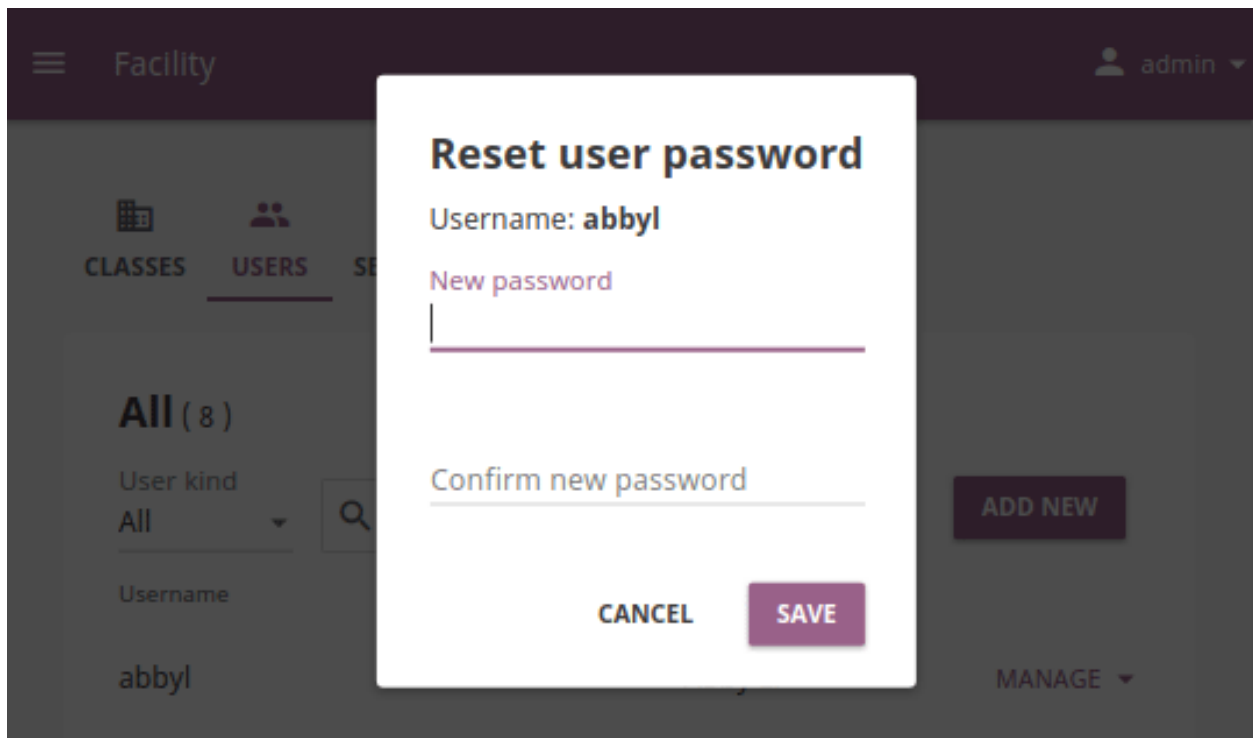 Facility
admin
Reset user password
Username: abbyl
New password
CLASSES USERS
All ( 8 )
User kind
All
Confirm new password
ADD NEW
Username
CANCEL SAVE
abbyl
MANAGE